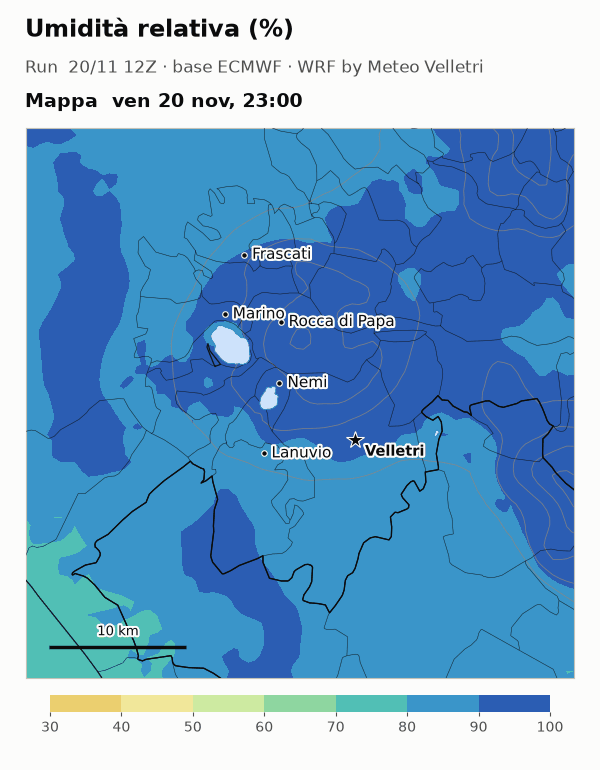 Umidità relativa (%)
Run  20/11 12Z · base ECMWF · WRF by Meteo Velletri
Mappa  ven 20 nov, 23:00
Frascati
Marino
Rocca di Papa
Nemi
Velletri
Lanuvio
10 km
30 40 50 60 70 80 90 100